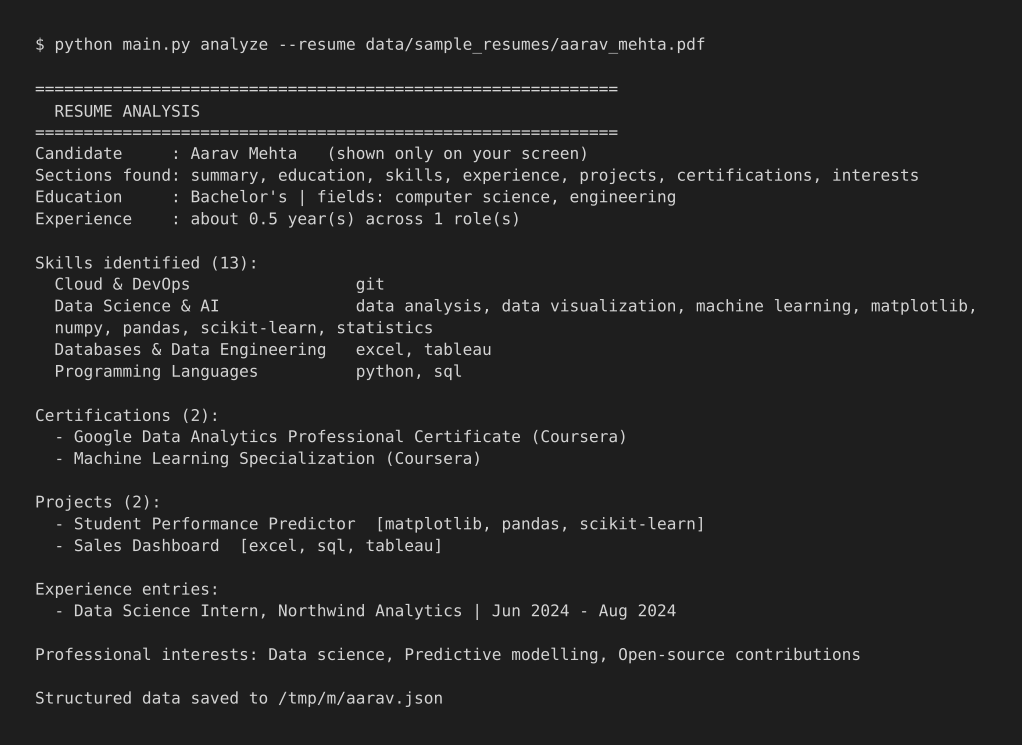 $ python main.py analyze --resume data/sample_resumes/aarav_mehta.pdf
============================================================
RESUME ANALYSIS
============================================================
Candidate     : Aarav Mehta   (shown only on your screen)
Sections found: summary, education, skills, experience, projects, certifications, interests
Education     : Bachelor's | fields: computer science, engineering
Experience    : about 0.5 year(s) across 1 role(s)
Skills identified (13):
  Cloud & DevOps                 git
  Data Science & AI              data analysis, data visualization, machine learning, matplotlib,
  numpy, pandas, scikit-learn, statistics
  Databases & Data Engineering   excel, tableau
  Programming Languages          python, sql
Certifications (2):
  - Google Data Analytics Professional Certificate (Coursera)
  - Machine Learning Specialization (Coursera)
Projects (2):
  - Student Performance Predictor  [matplotlib, pandas, scikit-learn]
  - Sales Dashboard  [excel, sql, tableau]
Experience entries:
  - Data Science Intern, Northwind Analytics | Jun 2024 - Aug 2024
Professional interests: Data science, Predictive modelling, Open-source contributions
Structured data saved to /tmp/m/aarav.json